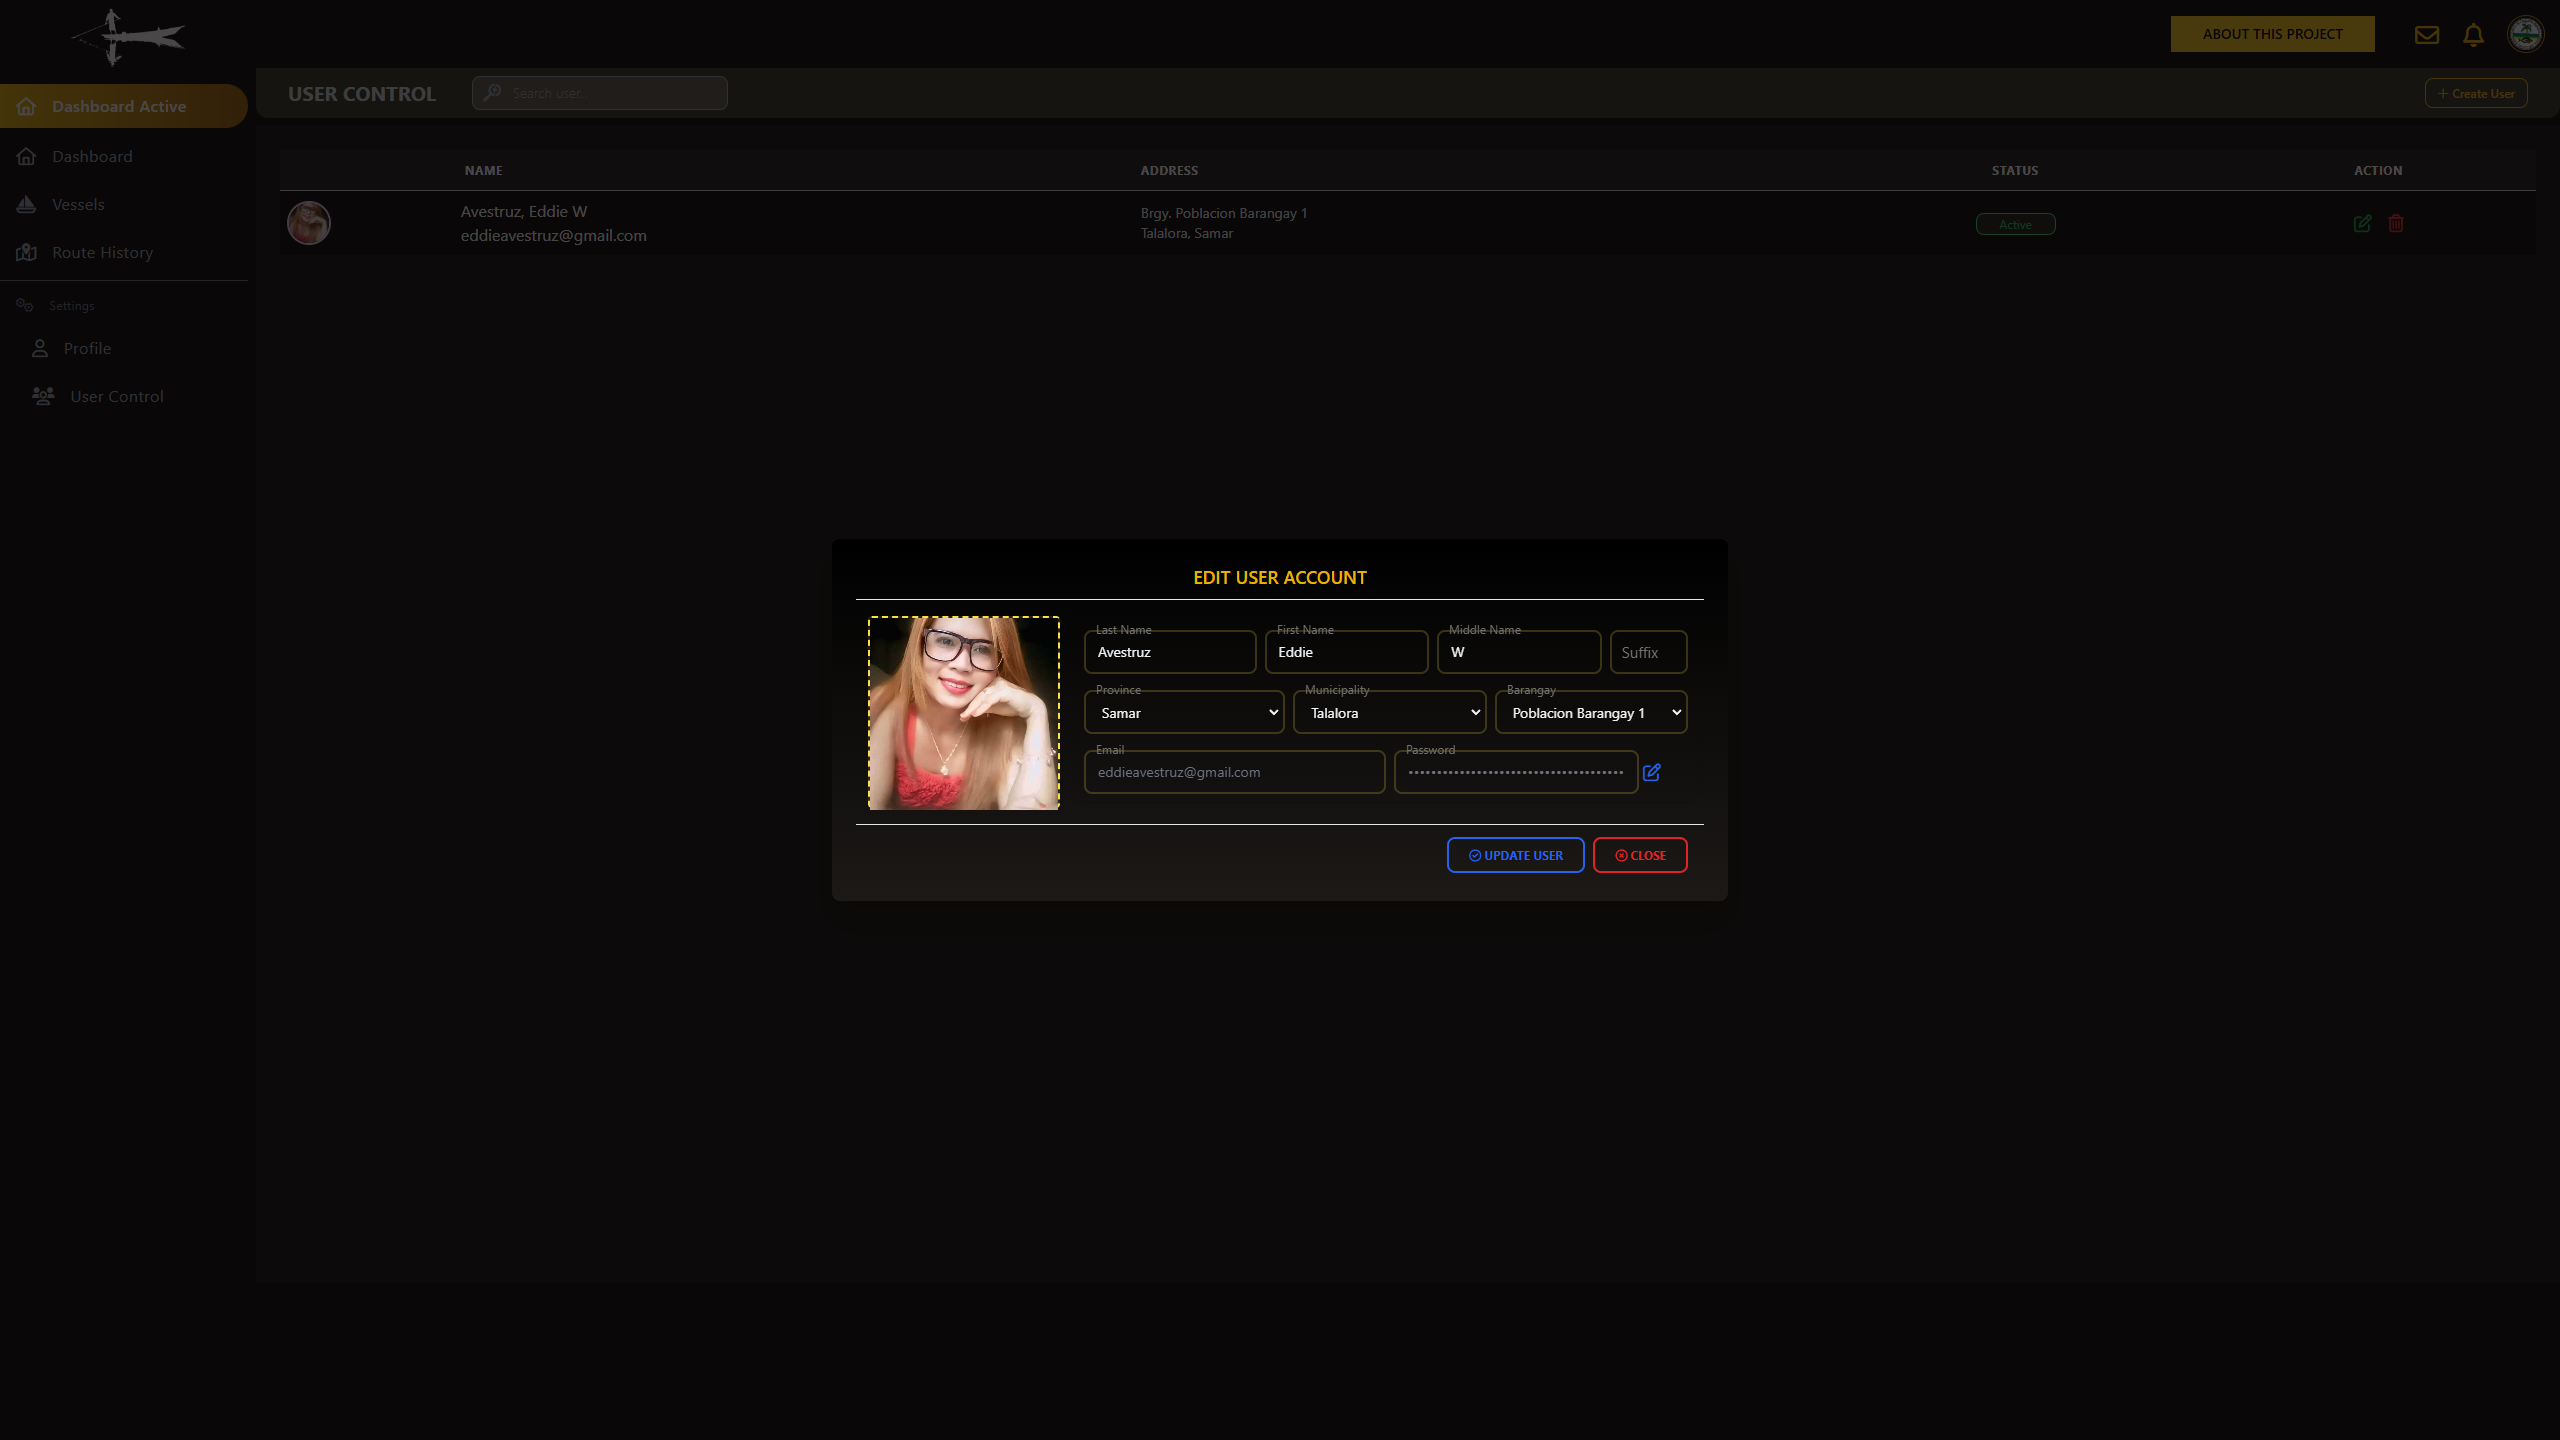 ABOUT THIS PROJECT
Dashboard Active
USER CONTROL
Search user...
Create User
Dashboard
Vessels
Route History
Settings
Profile
User Control
NAME ADDRESS STATUS ACTION
Avestruz, Eddie W
eddieavestruz@gmail.com
Brgy. Poblacion Barangay 1
Talalora, Samar
Active
EDIT USER ACCOUNT
Last Name First Name Middle Name
Avestruz Eddie W Suffix
Province Municipality Barangay
Samar Talalora Poblacion Barangay 1
Email Password
eddieavestruz@gmail.com
UPDATE USER CLOSE